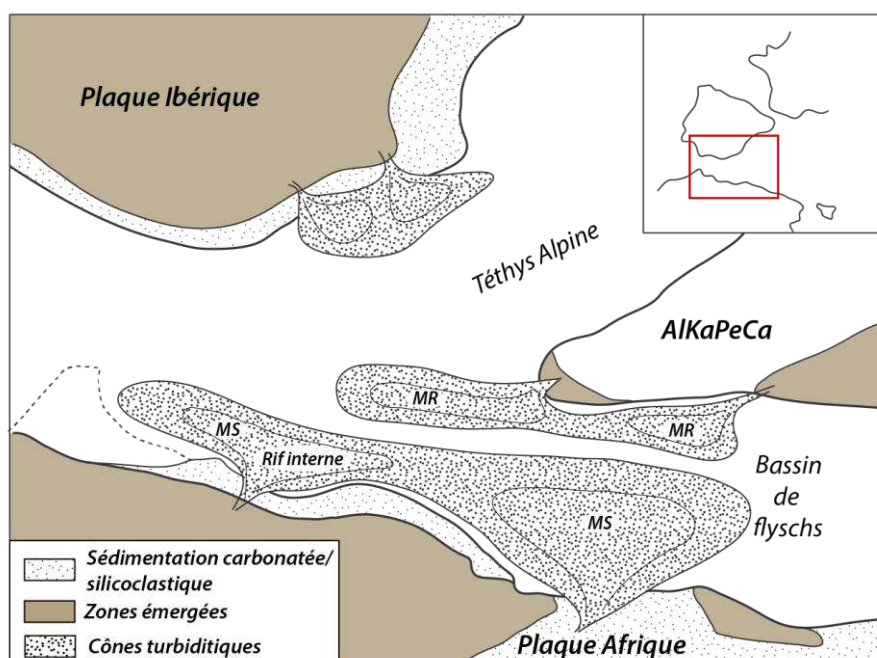 Plaque Ibérique
Téthys Alpine
AlKaPeCa
MR
MS
MR
Rif interne
Bassin
de
flyschs
MS
Sédimentation carbonatée/
silicoclastique
Zones émergées
Cônes turbiditiques
Plaque Afrique